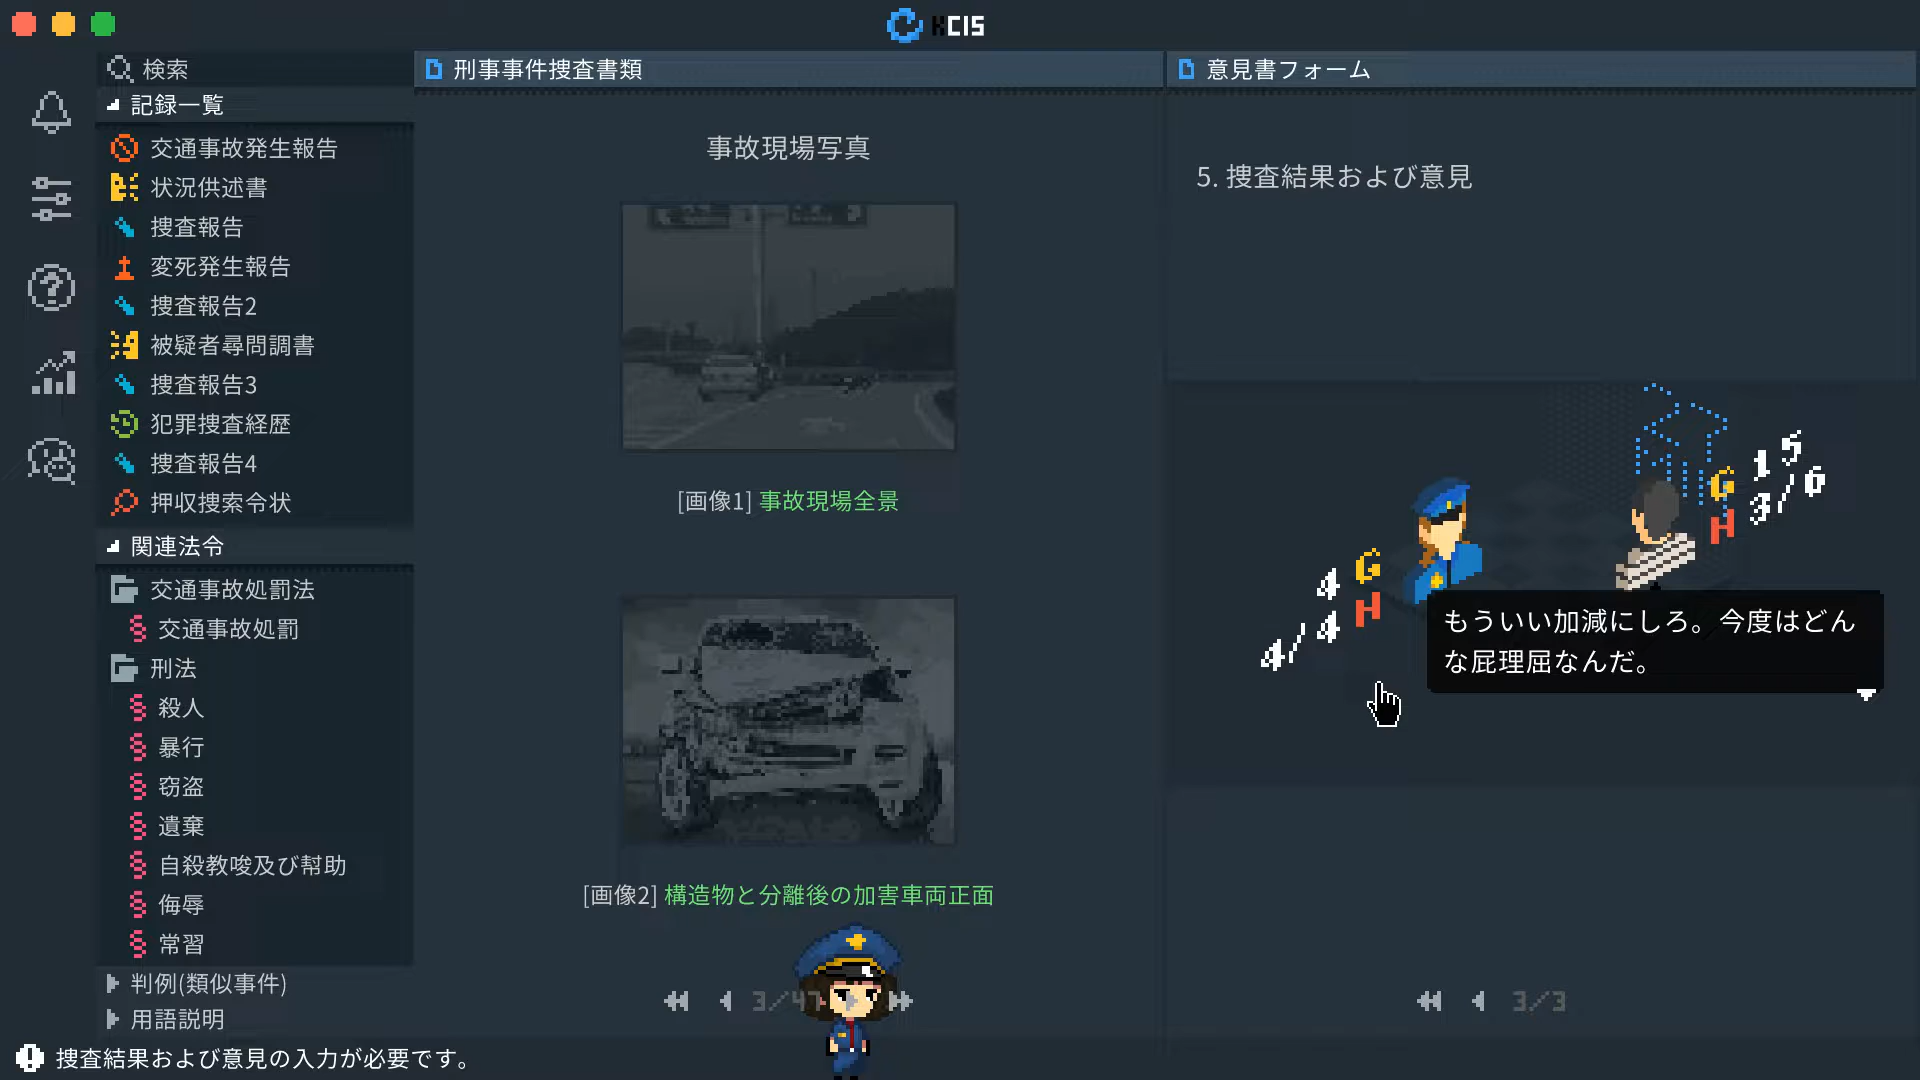 KCIS
検索
記録一覧
交通事故発生報告
状況供述書
捜査報告
変死発生報告
捜査報告2
被疑者尋問調書
捜査報告3
犯罪捜査経歴
捜査報告4
押収捜索令状
関連法令
交通事故処罰法
交通事故処罰
刑法
殺人
暴行
窃盗
遺棄
自殺教唆及び幇助
侮辱
常習
判例(類似事件)
用語説明
捜査結果および意見の入力が必要です。
刑事事件捜査書類
事故現場写真
[画像1] 事故現場全景
[画像2] 構造物と分離後の加害車両正面
3/47
意見書フォーム
5. 捜査結果および意見
G 15
H 3/6
4 G
4/4 H
もういい加減にしろ。今度はどん
な屁理屈なんだ。
3/3